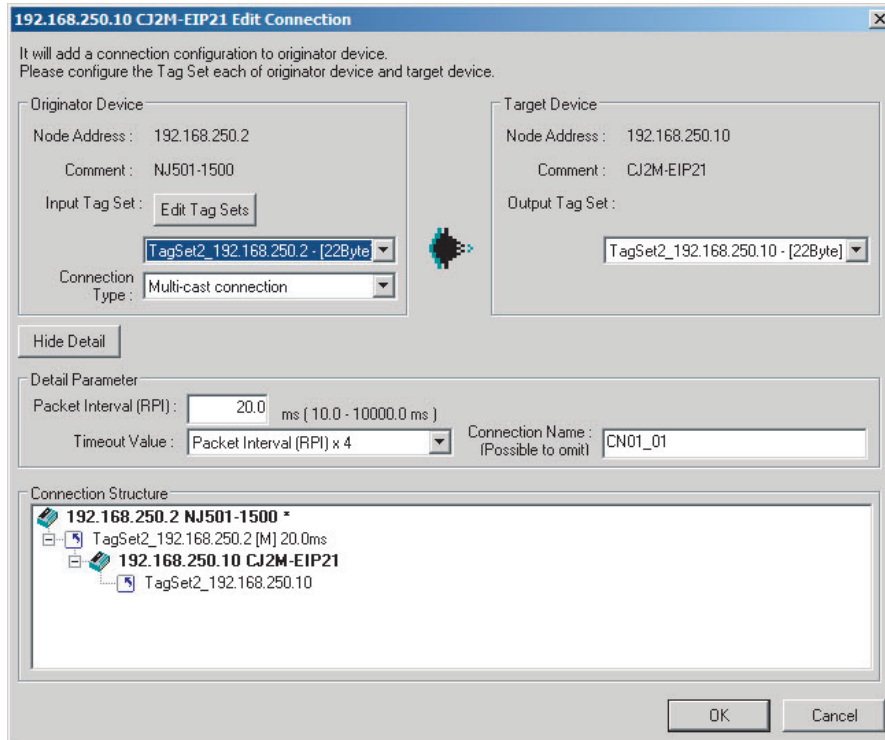 192.168.250.10 CJ2M-EIP21 Edit Connection
It will add a connection configuration to originator device.
Please configure the Tag Set each of originator device and target device.
Originator Device
Node Address : 192.168.250.2
Comment : NJ501-1500
Input Tag Set : Edit Tag Sets
TagSet2_192.168.250.2 - [22Byte]
Connection Type : Multi-cast connection
Target Device
Node Address : 192.168.250.10
Comment : CJ2M-EIP21
Output Tag Set :
TagSet2_192.168.250.10 - [22Byte]
Hide Detail
Detail Parameter
Packet Interval (RPI) : 20.0 ms ( 10.0 - 10000.0 ms )
Timeout Value : Packet Interval (RPI) x 4
Connection Name : (Possible to omit) CN01_01
Connection Structure
192.168.250.2 NJ501-1500 *
TagSet2_192.168.250.2 [M] 20.0ms
192.168.250.10 CJ2M-EIP21
TagSet2_192.168.250.10
OK Cancel